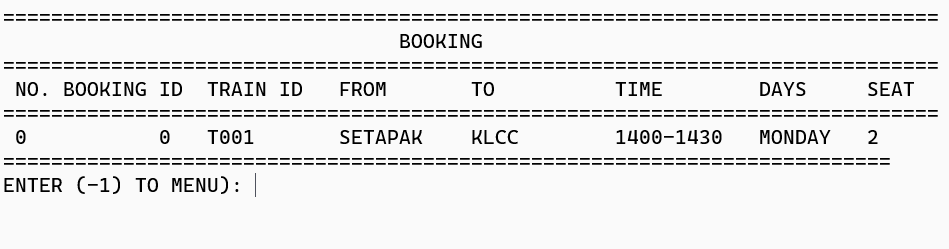 ==============================================================================
BOOKING
==============================================================================
NO. BOOKING ID  TRAIN ID   FROM       TO          TIME        DAYS     SEAT
==============================================================================
0           0   T001       SETAPAK    KLCC        1400-1430   MONDAY   2
==========================================================================
ENTER (-1) TO MENU):